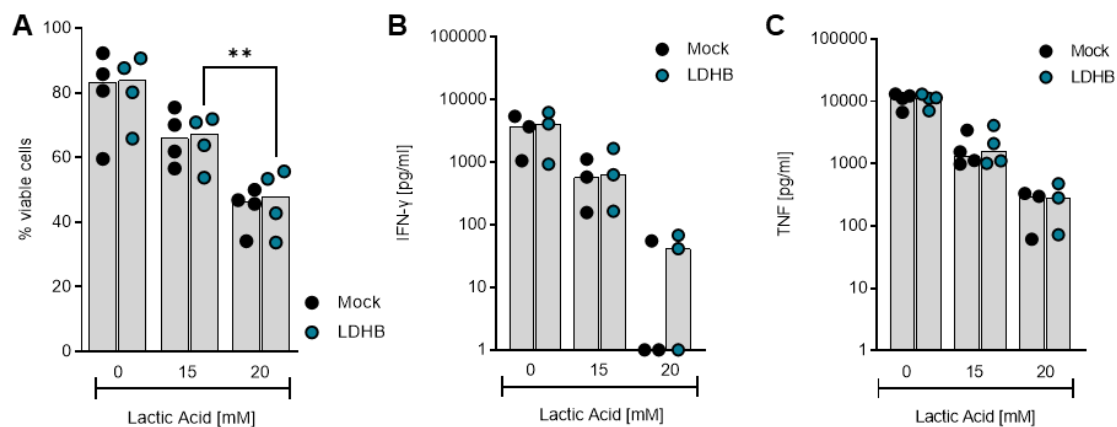 A
% viable cells
100
80
60
40
20
0
**
Mock
LDHB
0 15 20
Lactic Acid [mM]
B
IFN-γ [pg/ml]
100000
10000
1000
100
10
1
Mock
LDHB
0 15 20
Lactic Acid [mM]
C
TNF [pg/ml]
100000
10000
1000
100
10
1
Mock
LDHB
0 15 20
Lactic Acid [mM]